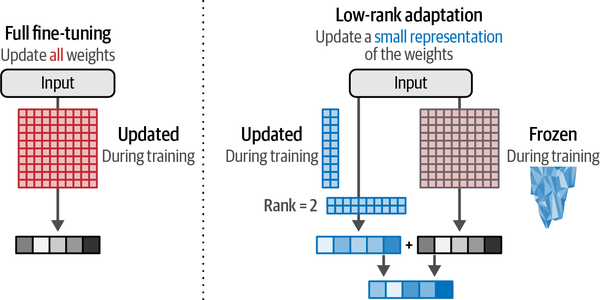 Full fine-tuning
Update all weights
Input
Updated
During training
Low-rank adaptation
Update a small representation
of the weights
Input
Updated
During training
Frozen
During training
Rank = 2
+